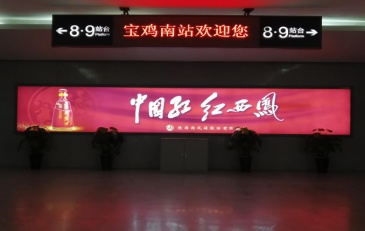 ← 8·9 站台
Platform
宝鸡南站欢迎您
8·9 站台 →
Platform
中国红 红西鳳